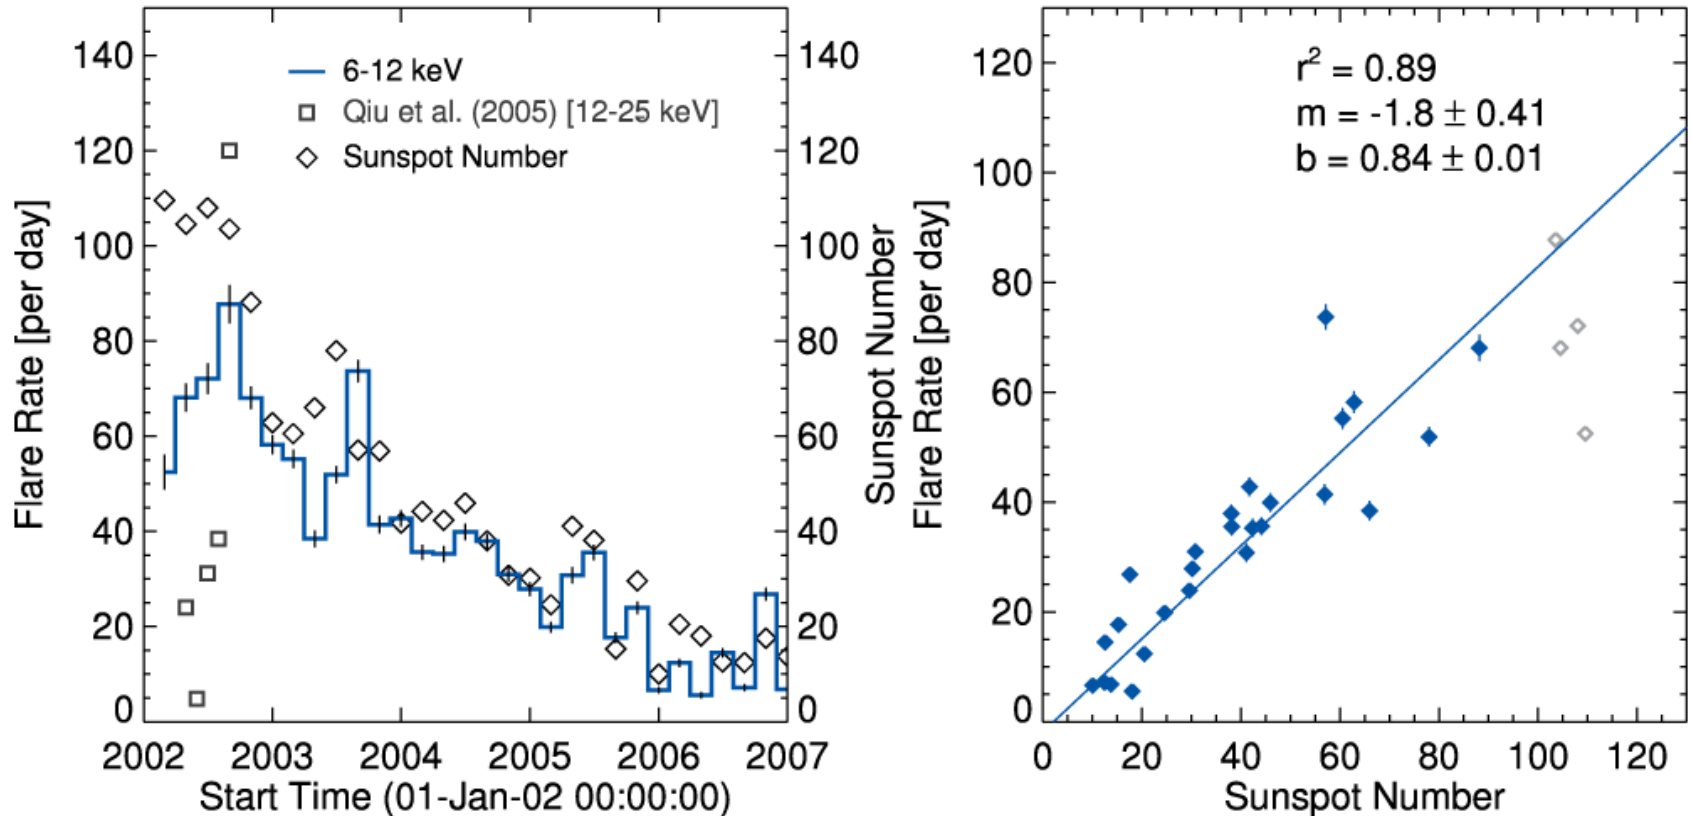 140
120
100
80
60
40
20
0
Flare Rate [per day]
6-12 keV
Qiu et al. (2005) [12-25 keV]
Sunspot Number
140
120
100
80
60
40
20
0
Sunspot Number
2002 2003 2004 2005 2006 2007
Start Time (01-Jan-02 00:00:00)
120
100
80
60
40
20
0
Flare Rate [per day]
r² = 0.89
m = -1.8 ± 0.41
b = 0.84 ± 0.01
0 20 40 60 80 100 120
Sunspot Number